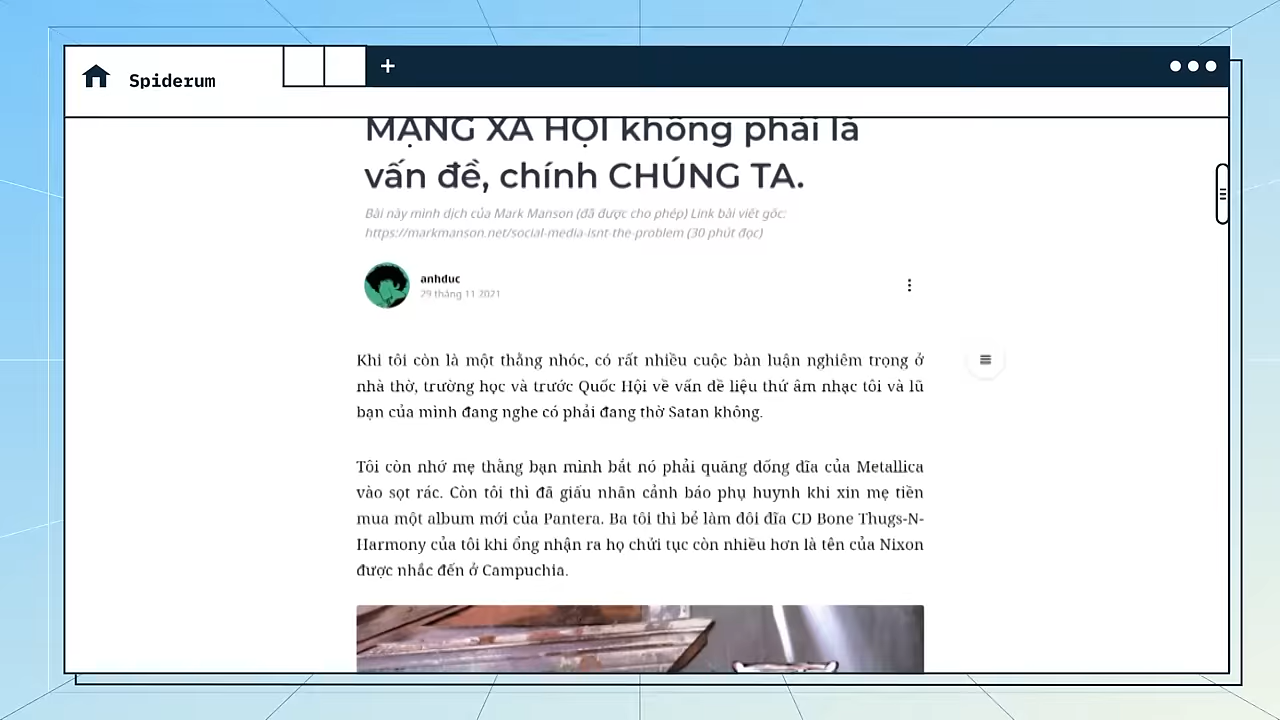 Spiderum
MẠNG XÃ HỘI không phải là
vấn đề, chính CHÚNG TA.
Bài này mình dịch của Mark Manson (đã được cho phép) Link bài viết gốc:
https://markmanson.net/social-media-isnt-the-problem (30 phút đọc)
anhduc
29 tháng 11 2021
Khi tôi còn là một thằng nhóc, có rất nhiều cuộc bàn luận nghiêm trọng ở
nhà thờ, trường học và trước Quốc Hội về vấn đề liệu thứ âm nhạc tôi và lũ
bạn của mình đang nghe có phải đang thờ Satan không.
Tôi còn nhớ mẹ thằng bạn mình bắt nó phải quăng đống đĩa của Metallica
vào sọt rác. Còn tôi thì đã giấu nhãn cảnh báo phụ huynh khi xin mẹ tiền
mua một album mới của Pantera. Ba tôi thì bẻ làm đôi đĩa CD Bone Thugs-N-
Harmony của tôi khi ổng nhận ra họ chửi tục còn nhiều hơn là tên của Nixon
được nhắc đến ở Campuchia.